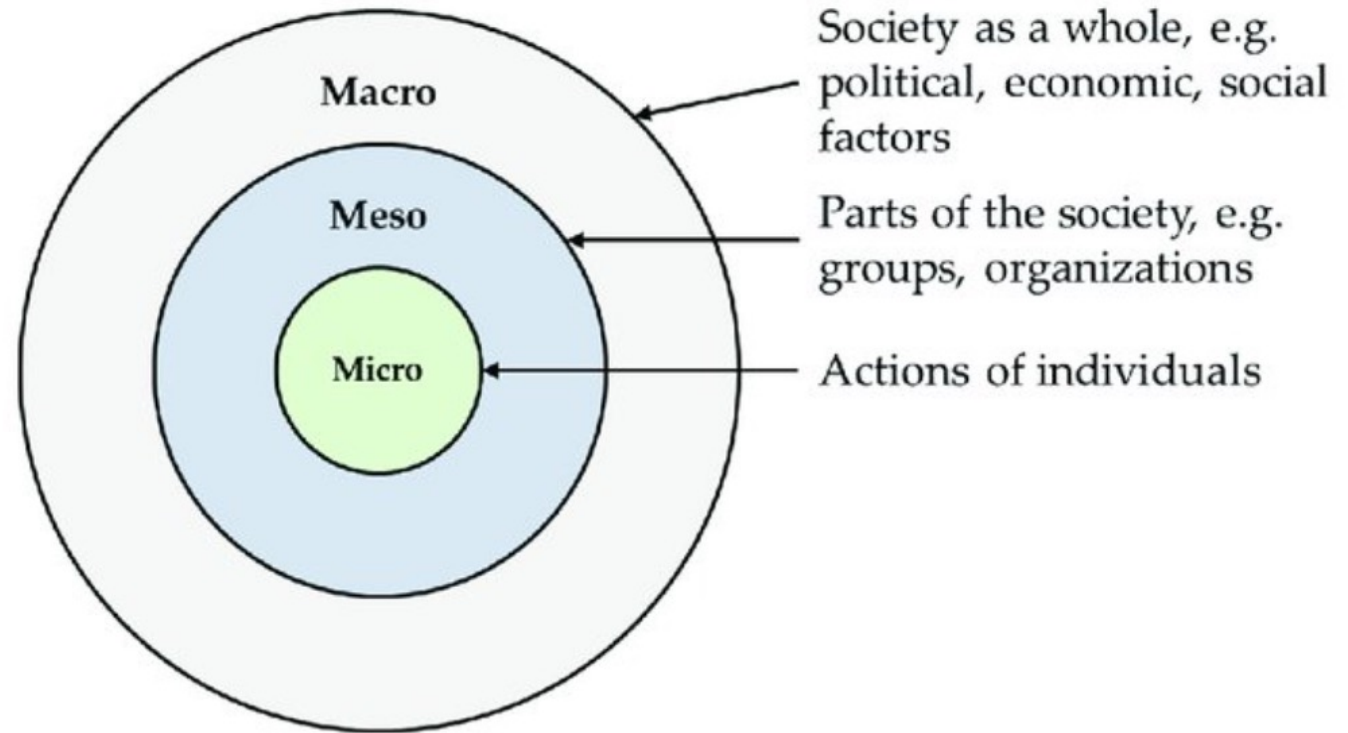 Macro
Meso
Micro
Society as a whole, e.g.
political, economic, social
factors
Parts of the society, e.g.
groups, organizations
Actions of individuals